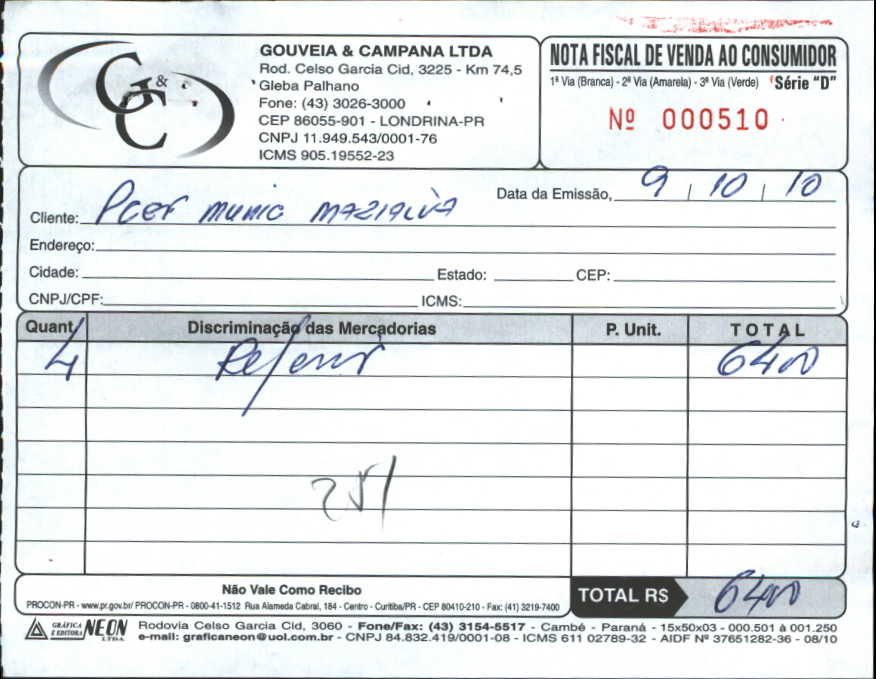 G & C
GOUVEIA & CAMPANA LTDA
Rod. Celso Garcia Cid, 3225 - Km 74,5
Gleba Palhano
Fone: (43) 3026-3000
CEP 86055-901 - LONDRINA-PR
CNPJ 11.949.543/0001-76
ICMS 905.19552-23
NOTA FISCAL DE VENDA AO CONSUMIDOR
1ª Via (Branca) - 2ª Via (Amarela) - 3ª Via (Verde) Série "D"
Nº 000510
Data da Emissão, 9 10 10
Cliente: Pref munic
Endereço:
Cidade: Estado: CEP:
CNPJ/CPF: ICMS:
Quant. Discriminação das Mercadorias P. Unit. TOTAL
4 6400
251
Não Vale Como Recibo
PROCON-PR - www.pr.gov.br/ PROCON-PR - 0800-41-1512 Rua Alameda Cabral, 184 - Centro - Curitiba/PR - CEP 80410-210 - Fax: (41) 3219-7400
TOTAL R$ 6400
GRÁFICA E EDITORA NEON LTDA.
Rodovia Celso Garcia Cid, 3060 - Fone/Fax: (43) 3154-5517 - Cambé - Paraná - 15x50x03 - 000.501 à 001.250
e-mail: graficaneon@uol.com.br - CNPJ 84.832.419/0001-08 - ICMS 611 02789-32 - AIDF Nº 37651282-36 - 08/10